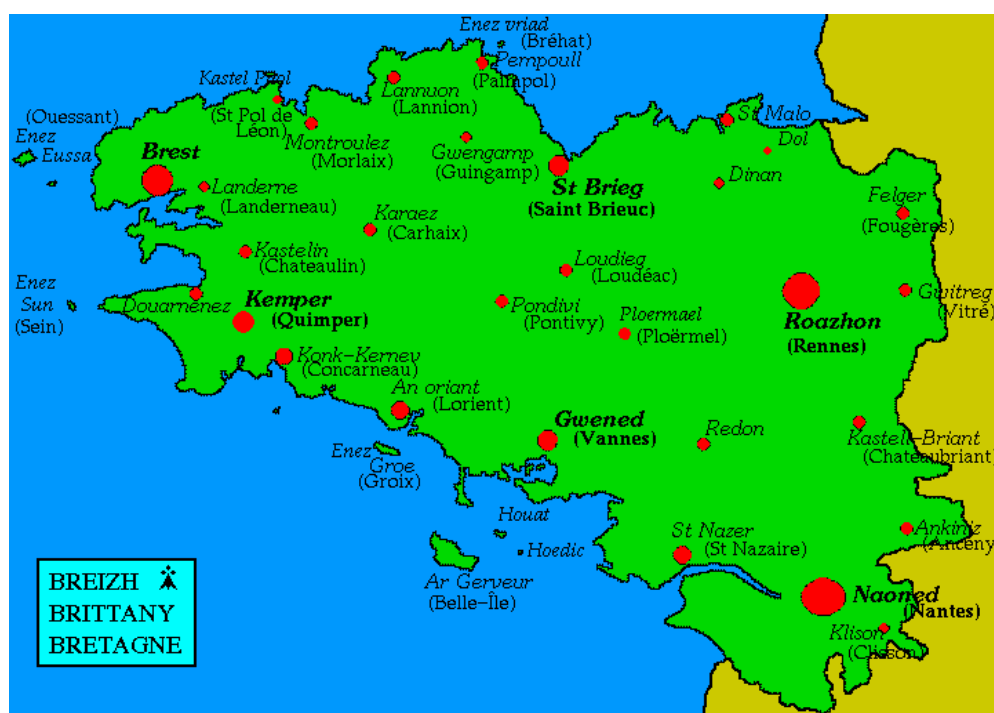 Enez vriad
(Bréhat)
Pempoull
(Paimpol)
Kastel Paol
(St Pol de
Léon)
Lannuon
(Lannion)
(Ouessant)
Enez
Eussa
Montroulez
(Morlaix)
Gwengamp
(Guingamp)
St Malo
Dol
Dinan
Brest
Landerne
(Landerneau)
St Brieg
(Saint Brieuc)
Felger
(Fougères)
Karaez
(Carhaix)
Kastelin
(Chateaulin)
Loudieg
(Loudéac)
Enez
Sun
(Sein)
Douarnenez
Kemper
(Quimper)
Pondivi
(Pontivy)
Ploermael
(Ploërmel)
Roazhon
(Rennes)
Gwitreg
(Vitré)
Konk-Kernev
(Concarneau)
An oriant
(Lorient)
Gwened
(Vannes)
Redon
Kastell-Briant
(Chateaubriant)
Enez
Groe
(Groix)
Houat
Hoedic
St Nazer
(St Nazaire)
Ankiniz
(Anceny)
Ar Gerveur
(Belle-Île)
Naoned
(Nantes)
Klison
(Clisson)
BREIZH
BRITTANY
BRETAGNE